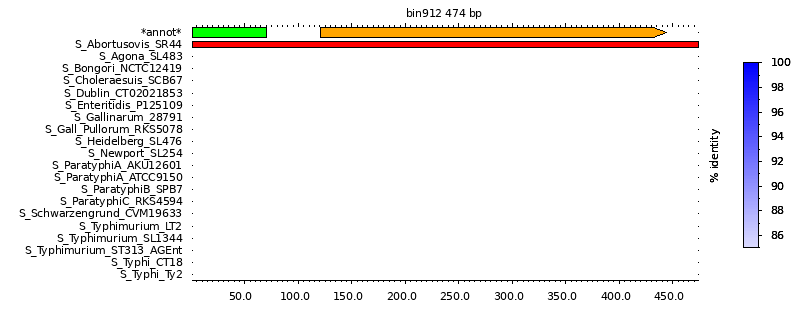 bin912 474 bp
*annot*
S_Abortusovis_SR44
S_Agona_SL483
S_Bongori_NCTC12419
S_Choleraesuis_SCB67
S_Dublin_CT02021853
S_Enteritidis_P125109
S_Gallinarum_28791
S_Gall_Pullorum_RKS5078
S_Heidelberg_SL476
S_Newport_SL254
S_ParatyphiA_AKU12601
S_ParatyphiA_ATCC9150
S_ParatyphiB_SPB7
S_ParatyphiC_RKS4594
S_Schwarzengrund_CVM19633
S_Typhimurium_LT2
S_Typhimurium_SL1344
S_Typhimurium_ST313_AGEnt
S_Typhi_CT18
S_Typhi_Ty2
50.0 100.0 150.0 200.0 250.0 300.0 350.0 400.0 450.0
% identity
100
98
96
94
92
90
88
86